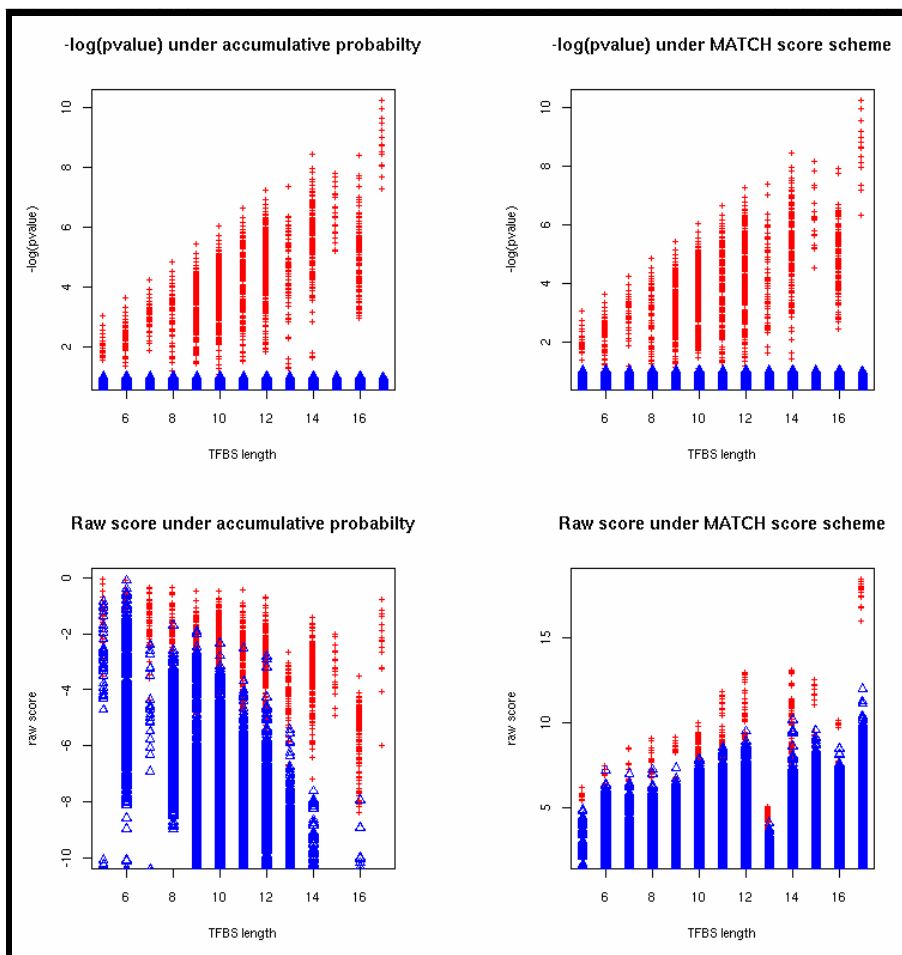 -log(pvalue) under accumulative probabilty
-log(pvalue) under MATCH score scheme
-log(pvalue)
10
8
6
4
2
6 8 10 12 14 16
TFBS length
-log(pvalue)
10
8
6
4
2
6 8 10 12 14 16
TFBS length
Raw score under accumulative probabilty
Raw score under MATCH score scheme
raw score
0
-2
-4
-6
-8
-10
6 8 10 12 14 16
TFBS length
raw score
15
10
5
6 8 10 12 14 16
TFBS length